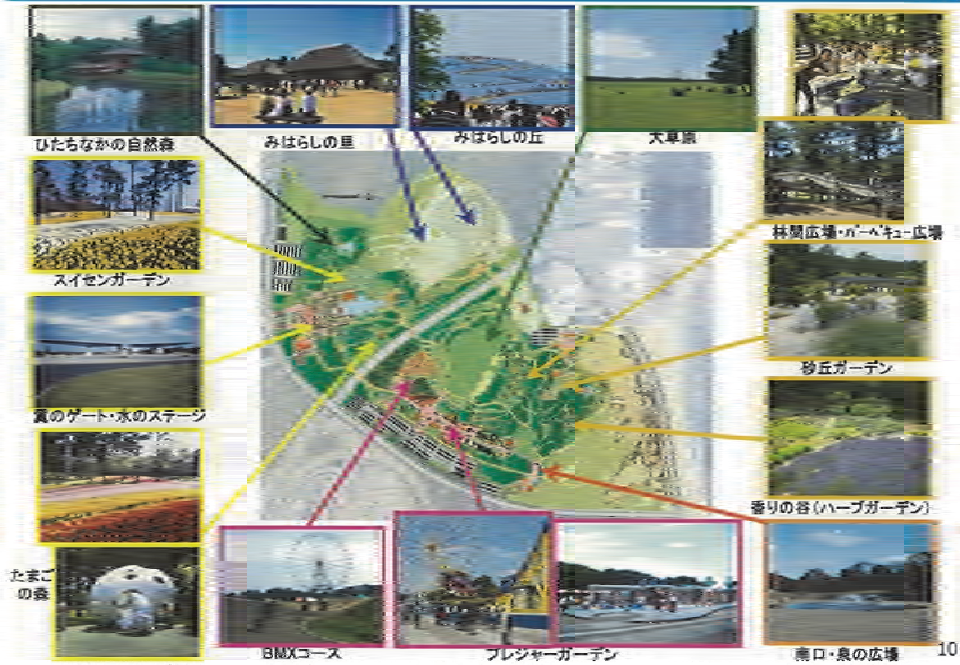 ひたちなかの自然森
みはらしの里
みはらしの丘
大草原
林間広場・バーベキュー広場
スイセンガーデン
砂丘ガーデン
翼のゲート・水のステージ
香りの谷(ハーブガーデン)
たまご
の森
BMXコース
プレジャーガーデン
南口・泉の広場
10